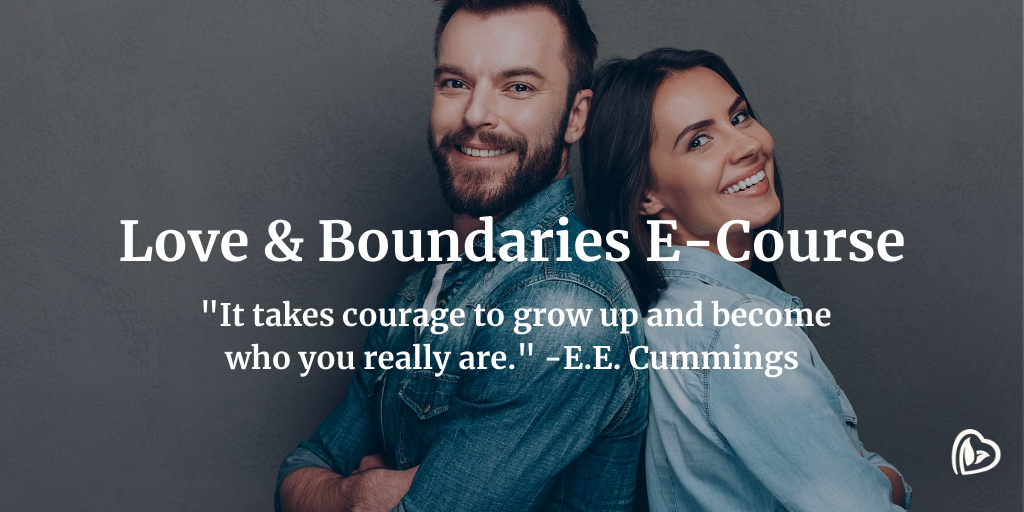 Love & Boundaries E-Course
"It takes courage to grow up and become
who you really are." -E.E. Cummings